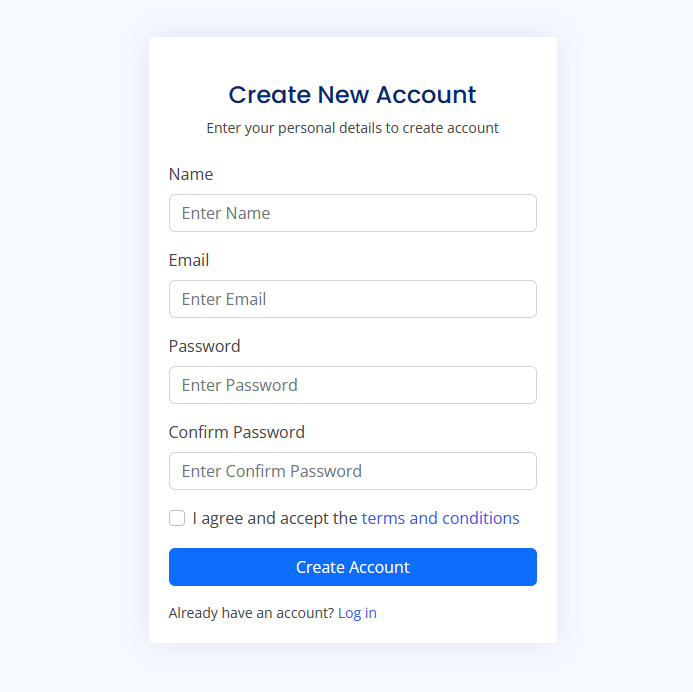 Create New Account
Enter your personal details to create account
Name
Enter Name
Email
Enter Email
Password
Enter Password
Confirm Password
Enter Confirm Password
I agree and accept the terms and conditions
Create Account
Already have an account? Log in